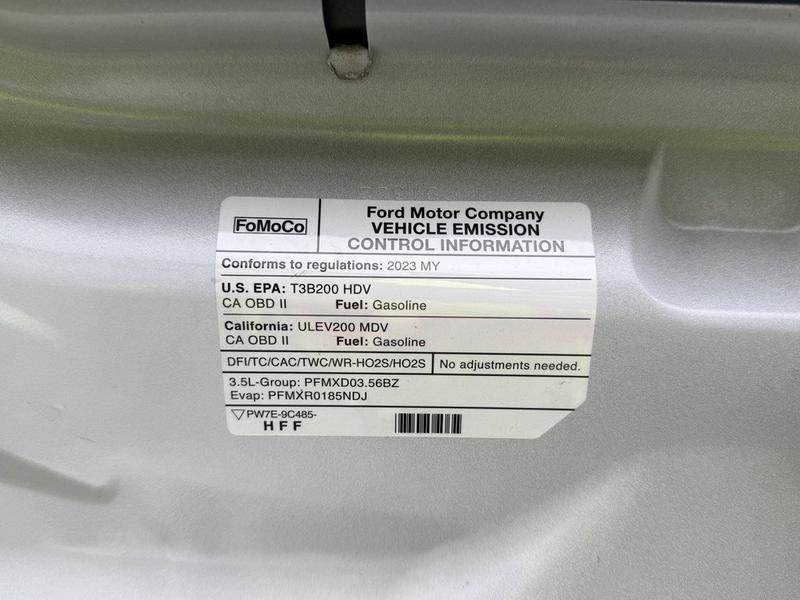 FoMoCo
Ford Motor Company
VEHICLE EMISSION
CONTROL INFORMATION
Conforms to regulations: 2023 MY
U.S. EPA: T3B200 HDV
CA OBD II Fuel: Gasoline
California: ULEV200 MDV
CA OBD II Fuel: Gasoline
DFI/TC/CAC/TWC/WR-HO2S/HO2S No adjustments needed.
3.5L-Group: PFMXD03.56BZ
Evap: PFMXR0185NDJ
PW7E-9C485-
HFF